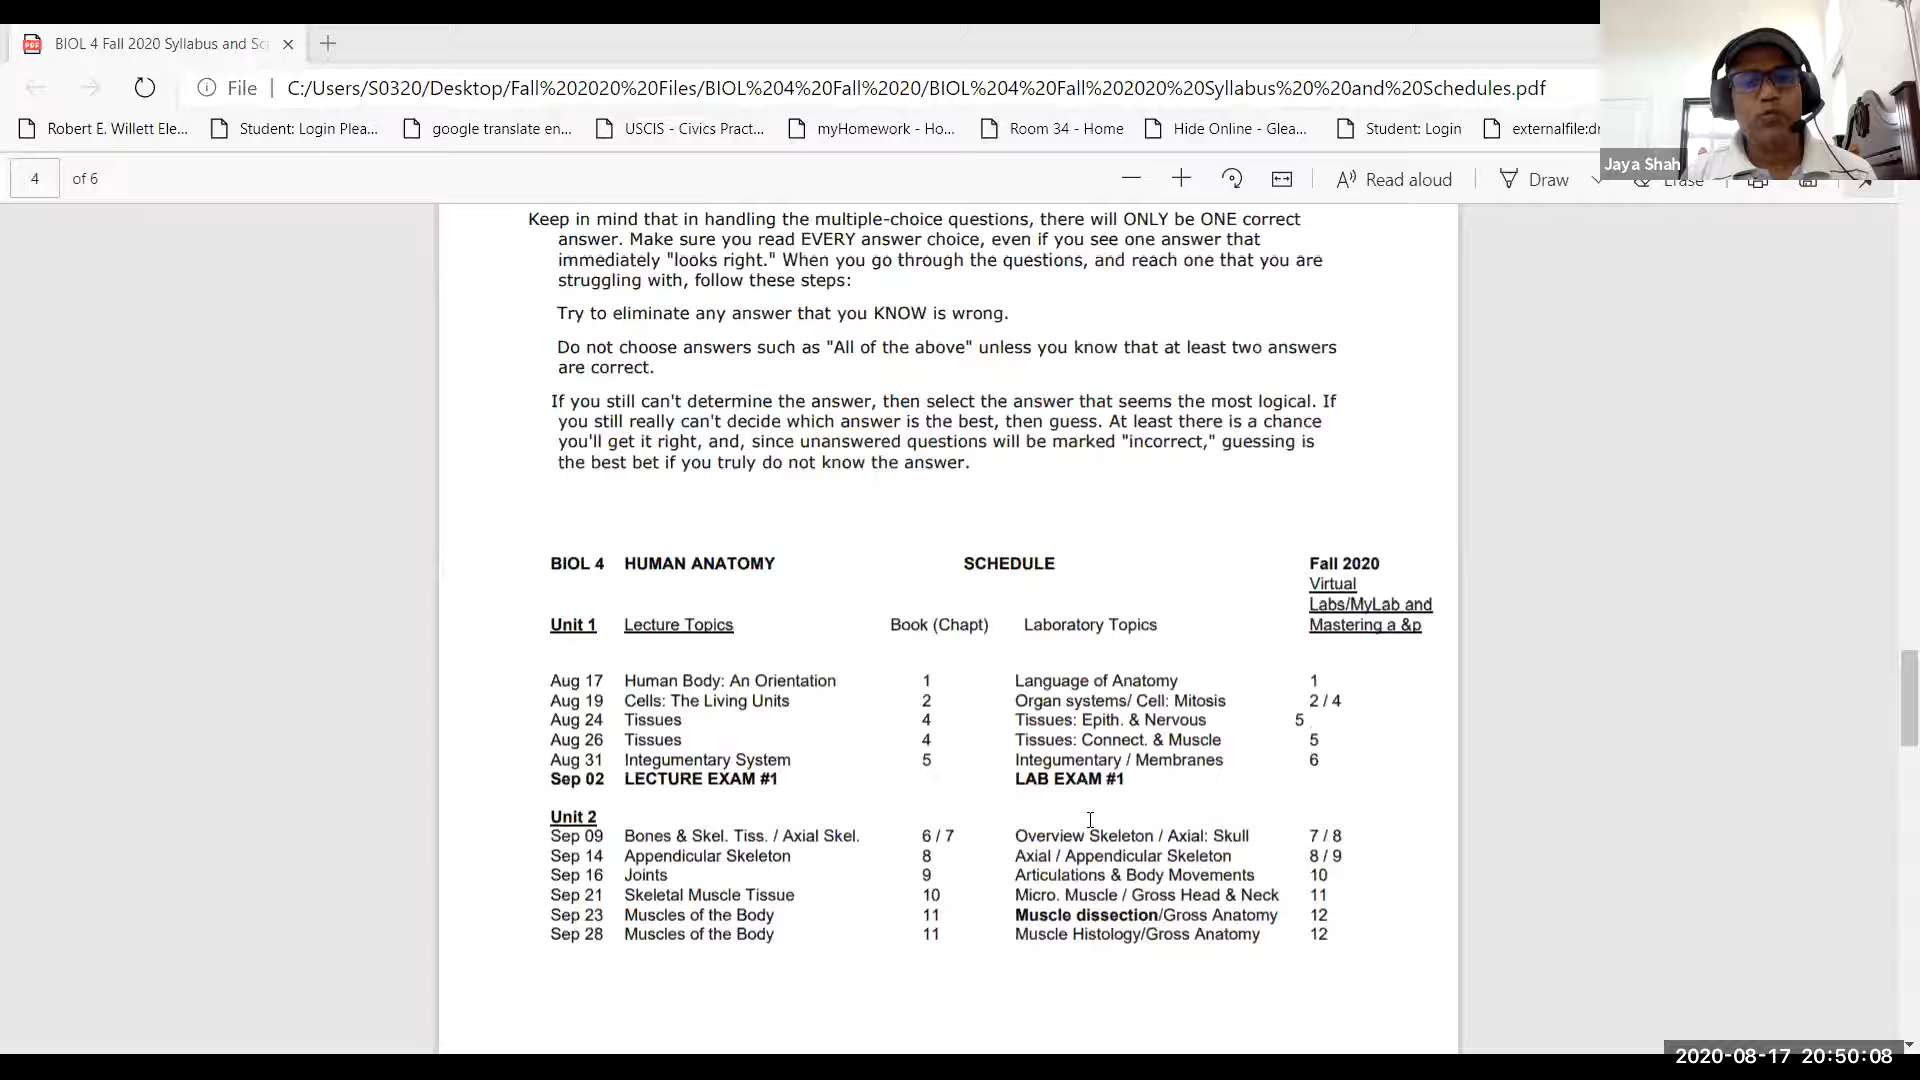 BIOL 4 Fall 2020 Syllabus and Sc
File C:/Users/S0320/Desktop/Fall%202020%20Files/BIOL%204%20Fall%2020/BIOL%204%20Fall%202020%20Syllabus%20%20and%20Schedules.pdf
Robert E. Willett Ele... Student: Login Plea... google translate en... USCIS - Civics Pract... myHomework - Ho... Room 34 - Home Hide Online - Glea... Student: Login externalfile:dr
Jaya Shah
4 of 6 Read aloud Draw Erase
Keep in mind that in handling the multiple-choice questions, there will ONLY be ONE correct
answer. Make sure you read EVERY answer choice, even if you see one answer that
immediately "looks right." When you go through the questions, and reach one that you are
struggling with, follow these steps:
Try to eliminate any answer that you KNOW is wrong.
Do not choose answers such as "All of the above" unless you know that at least two answers
are correct.
If you still can't determine the answer, then select the answer that seems the most logical. If
you still really can't decide which answer is the best, then guess. At least there is a chance
you'll get it right, and, since unanswered questions will be marked "incorrect," guessing is
the best bet if you truly do not know the answer.
BIOL 4 HUMAN ANATOMY SCHEDULE Fall 2020
Virtual
Labs/MyLab and
Unit 1 Lecture Topics Book (Chapt) Laboratory Topics Mastering a &p
Aug 17 Human Body: An Orientation 1 Language of Anatomy 1
Aug 19 Cells: The Living Units 2 Organ systems/ Cell: Mitosis 2 / 4
Aug 24 Tissues 4 Tissues: Epith. & Nervous 5
Aug 26 Tissues 4 Tissues: Connect. & Muscle 5
Aug 31 Integumentary System 5 Integumentary / Membranes 6
Sep 02 LECTURE EXAM #1 LAB EXAM #1
Unit 2
Sep 09 Bones & Skel. Tiss. / Axial Skel. 6 / 7 Overview Skeleton / Axial: Skull 7 / 8
Sep 14 Appendicular Skeleton 8 Axial / Appendicular Skeleton 8 / 9
Sep 16 Joints 9 Articulations & Body Movements 10
Sep 21 Skeletal Muscle Tissue 10 Micro. Muscle / Gross Head & Neck 11
Sep 23 Muscles of the Body 11 Muscle dissection/Gross Anatomy 12
Sep 28 Muscles of the Body 11 Muscle Histology/Gross Anatomy 12
2020-08-17 20:50:08